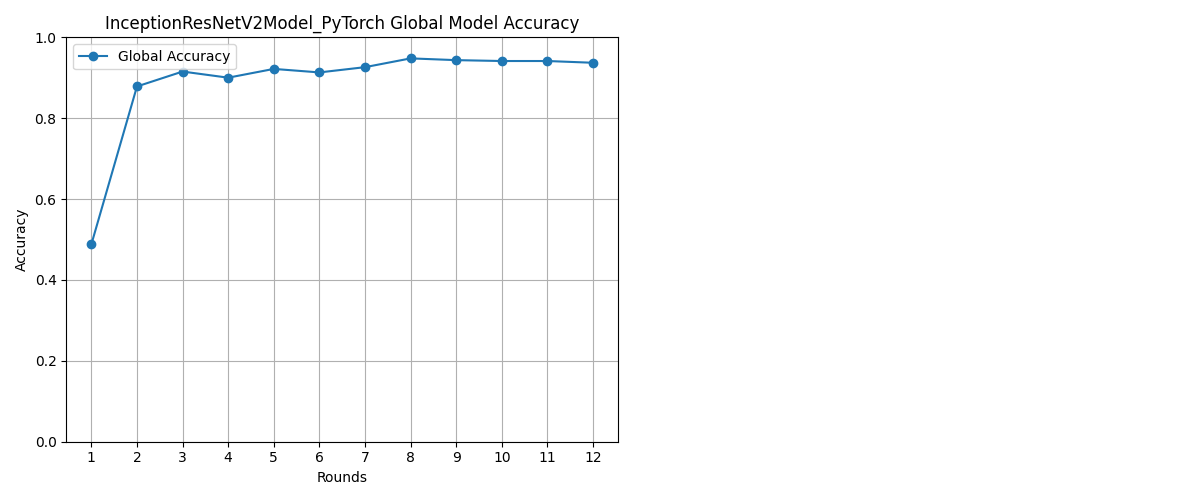 InceptionResNetV2Model_PyTorch Global Model Accuracy
Global Accuracy
Accuracy
1.0
0.8
0.6
0.4
0.2
0.0
1 2 3 4 5 6 7 8 9 10 11 12
Rounds